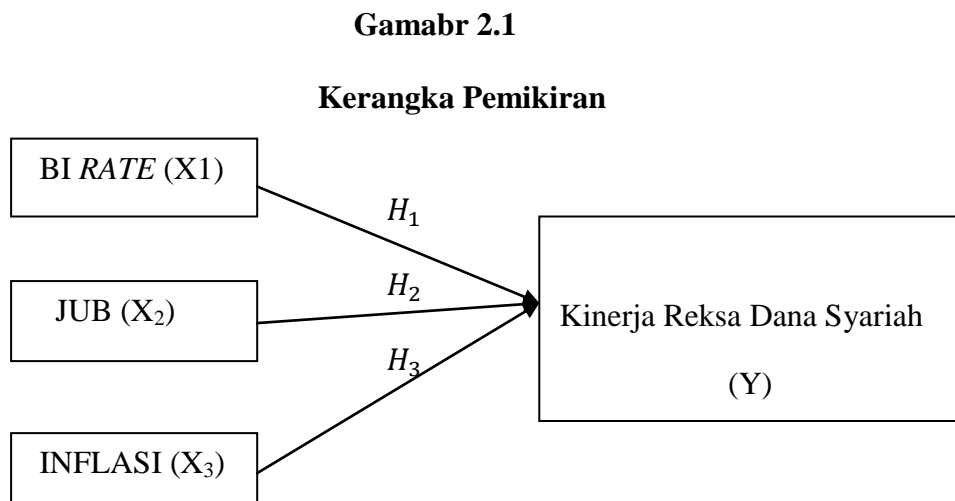 Gamabr 2.1
Kerangka Pemikiran
BI RATE (X1)
H₁
JUB (X₂)
H₂
Kinerja Reksa Dana Syariah
(Y)
H₃
INFLASI (X₃)